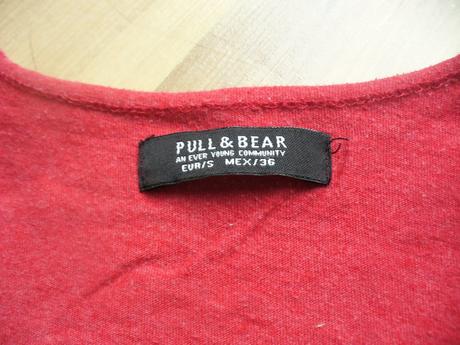 PULL & BEAR
AN EVER YOUNG COMMUNITY
EUR/S MEX/36